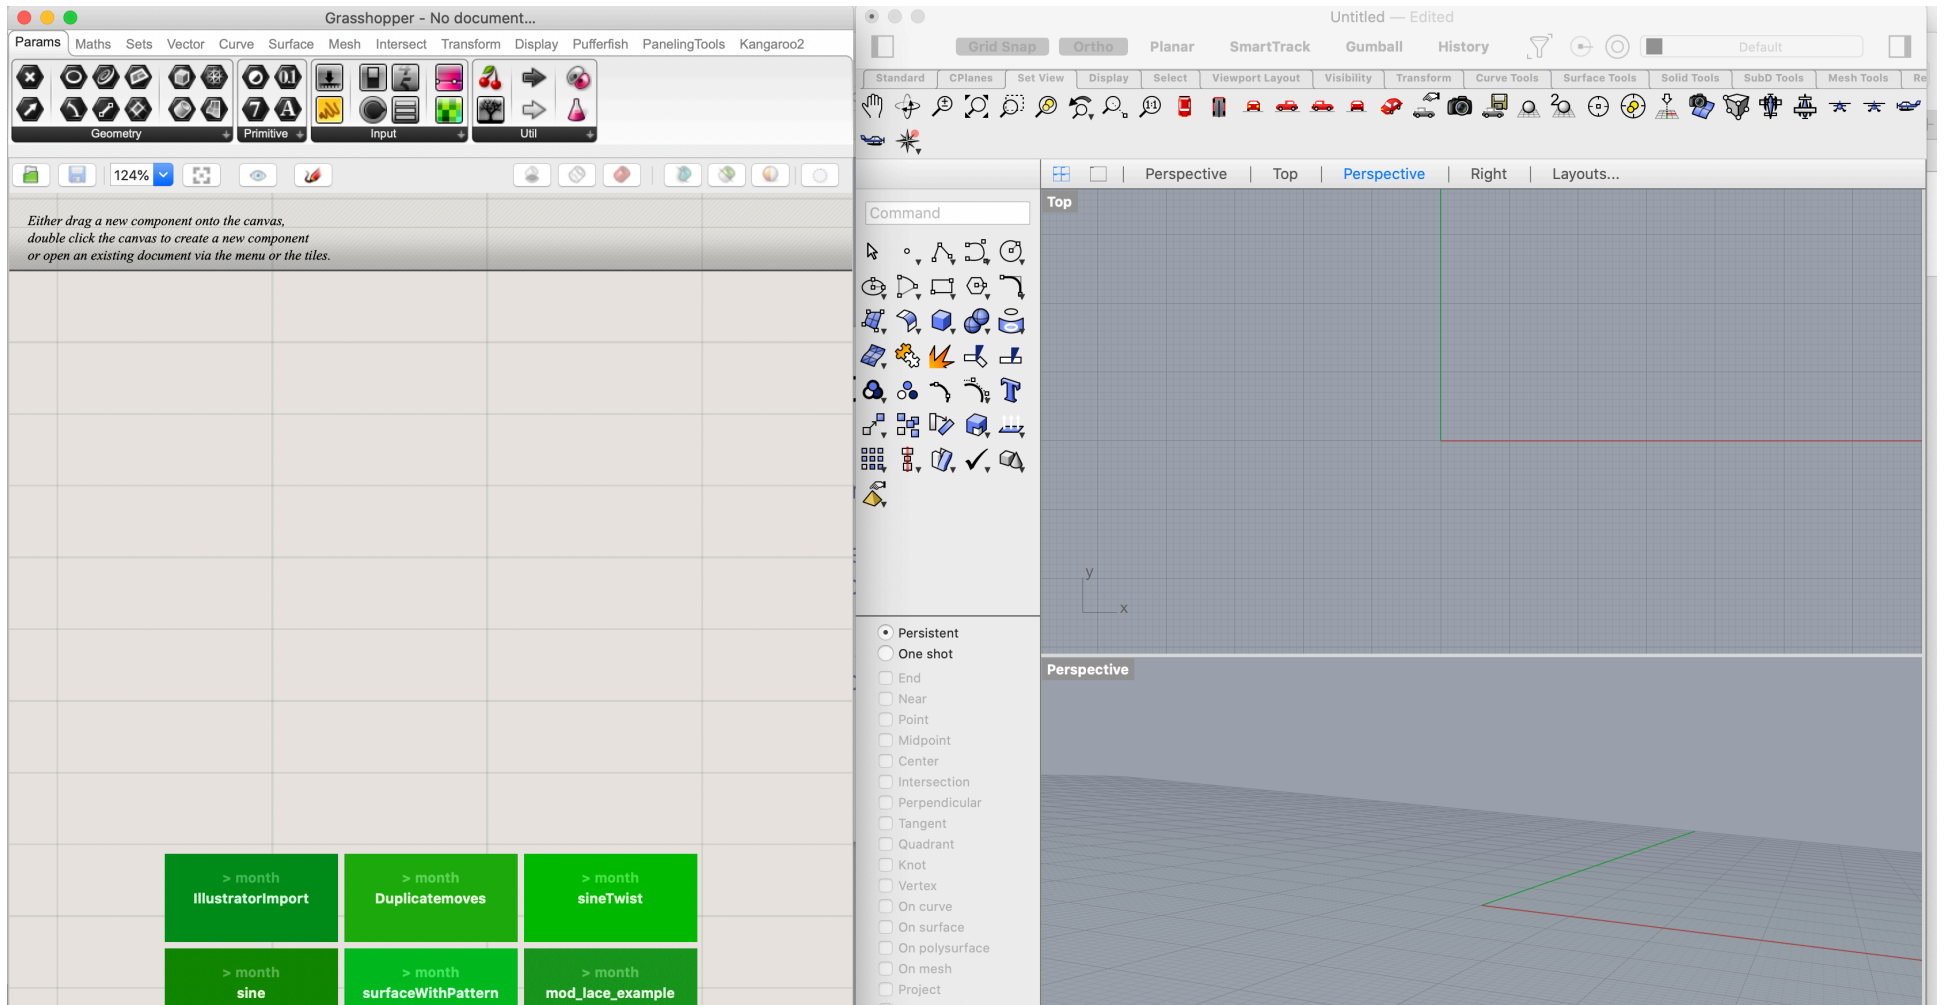 Grasshopper - No document...
Params Maths Sets Vector Curve Surface Mesh Intersect Transform Display Pufferfish PanelingTools Kangaroo2
Geometry Primitive Input Util
124%
Either drag a new component onto the canvas,
double click the canvas to create a new component
or open an existing document via the menu or the tiles.
> month
IllustratorImport
> month
Duplicatemoves
> month
sineTwist
> month
sine
> month
surfaceWithPattern
> month
mod_lace_example
Untitled — Edited
Grid Snap Ortho Planar SmartTrack Gumball History Default
Standard CPlanes Set View Display Select Viewport Layout Visibility Transform Curve Tools Surface Tools Solid Tools SubD Tools Mesh Tools Re
Perspective Top Perspective Right Layouts...
Command
Top
y
x
Perspective
Persistent
One shot
End
Near
Point
Midpoint
Center
Intersection
Perpendicular
Tangent
Quadrant
Knot
Vertex
On curve
On surface
On polysurface
On mesh
Project